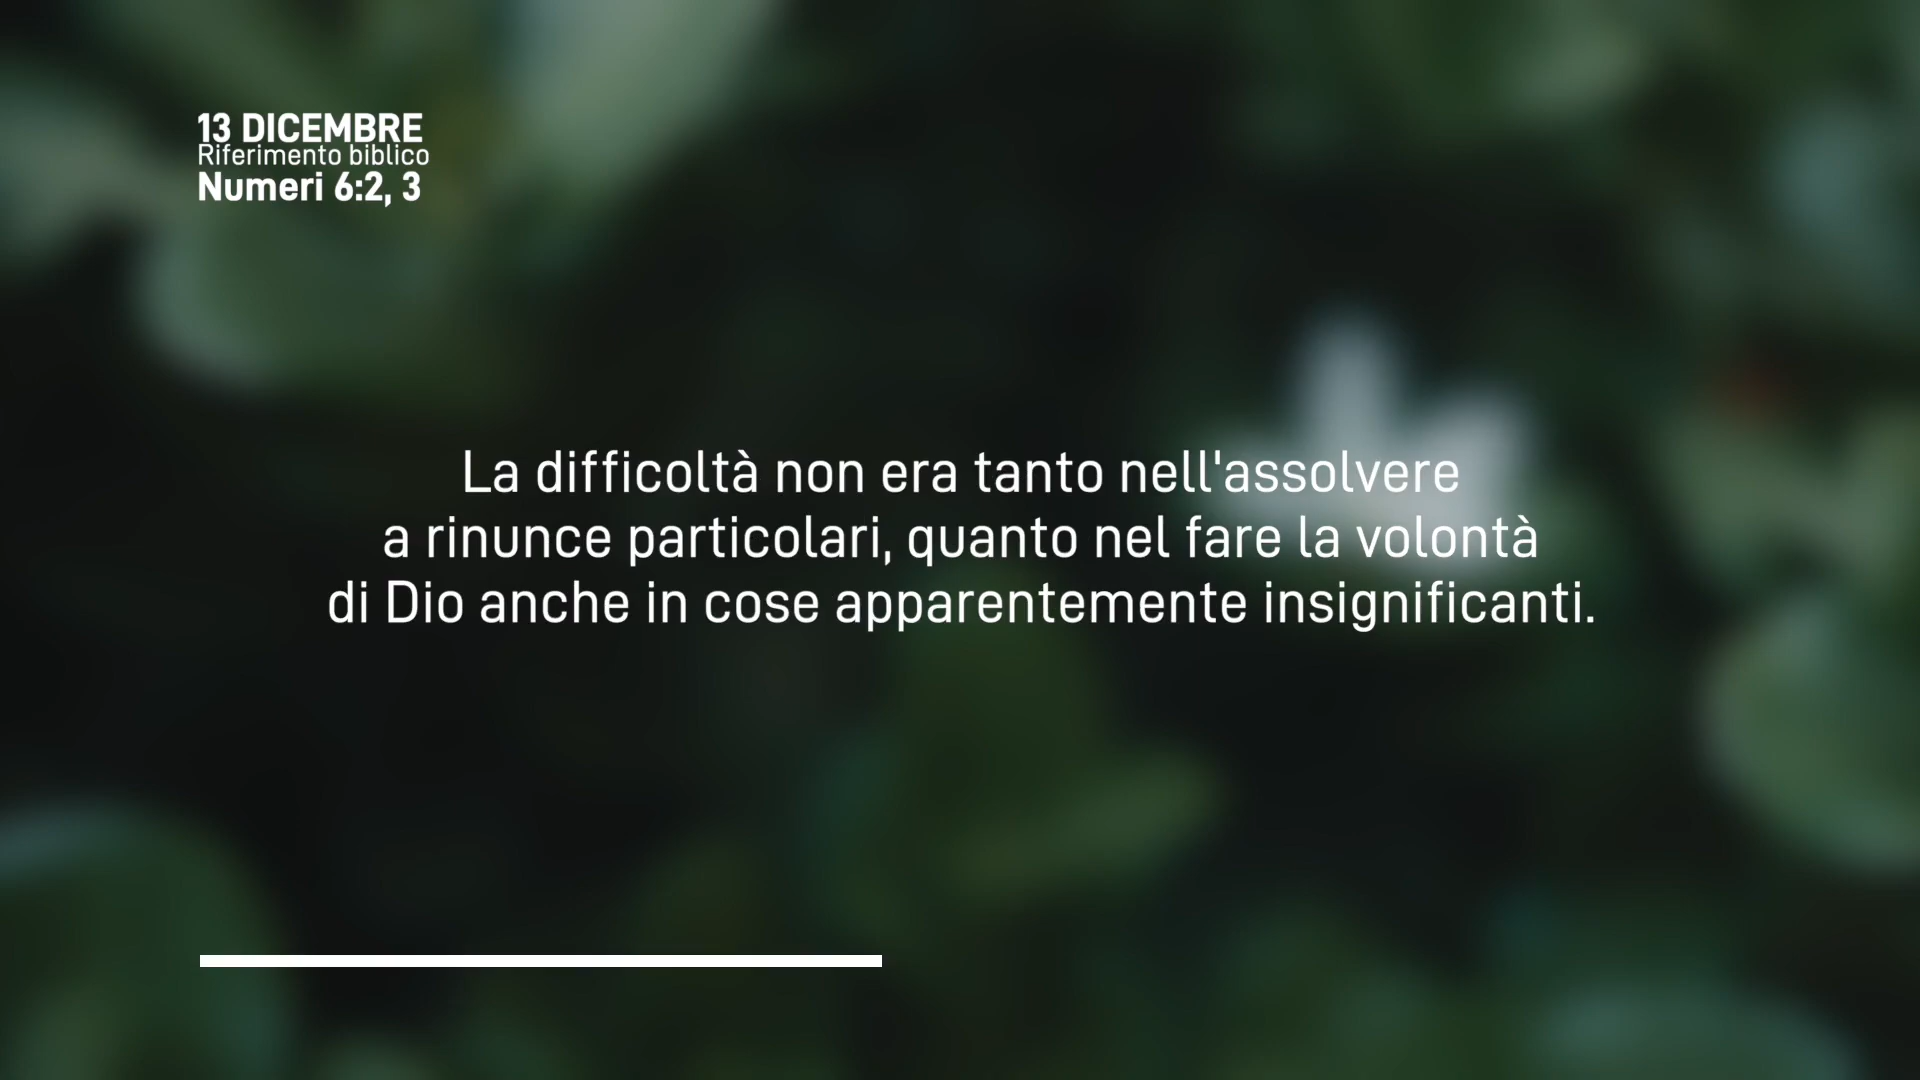 13 DICEMBRE
Riferimento biblico
Numeri 6:2, 3
La difficoltà non era tanto nell'assolvere
a rinunce particolari, quanto nel fare la volontà
di Dio anche in cose apparentemente insignificanti.